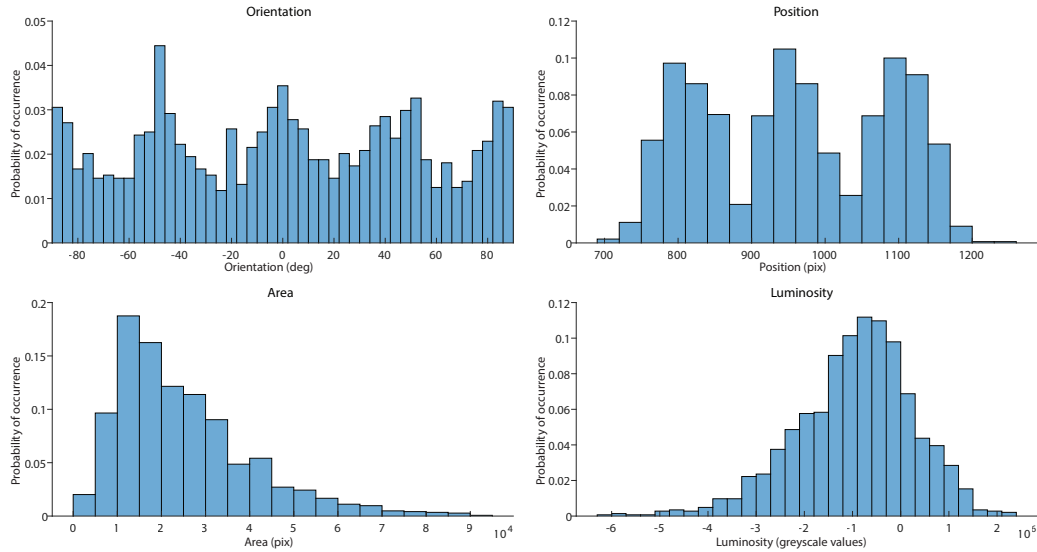 Orientation
0.05
0.04
0.03
0.02
0.01
0
Probability of occurrence
-80 -60 -40 -20 0 20 40 60 80
Orientation (deg)
Position
0.12
0.1
0.08
0.06
0.04
0.02
0
Probability of occurrence
700 800 900 1000 1100 1200
Position (pix)
Area
0.2
0.15
0.1
0.05
0
Probability of occurrence
0 1 2 3 4 5 6 7 8 9 10⁴
Area (pix)
Luminosity
0.12
0.1
0.08
0.06
0.04
0.02
0
Probability of occurrence
-6 -5 -4 -3 -2 -1 0 1 2 10⁵
Luminosity (greyscale values)